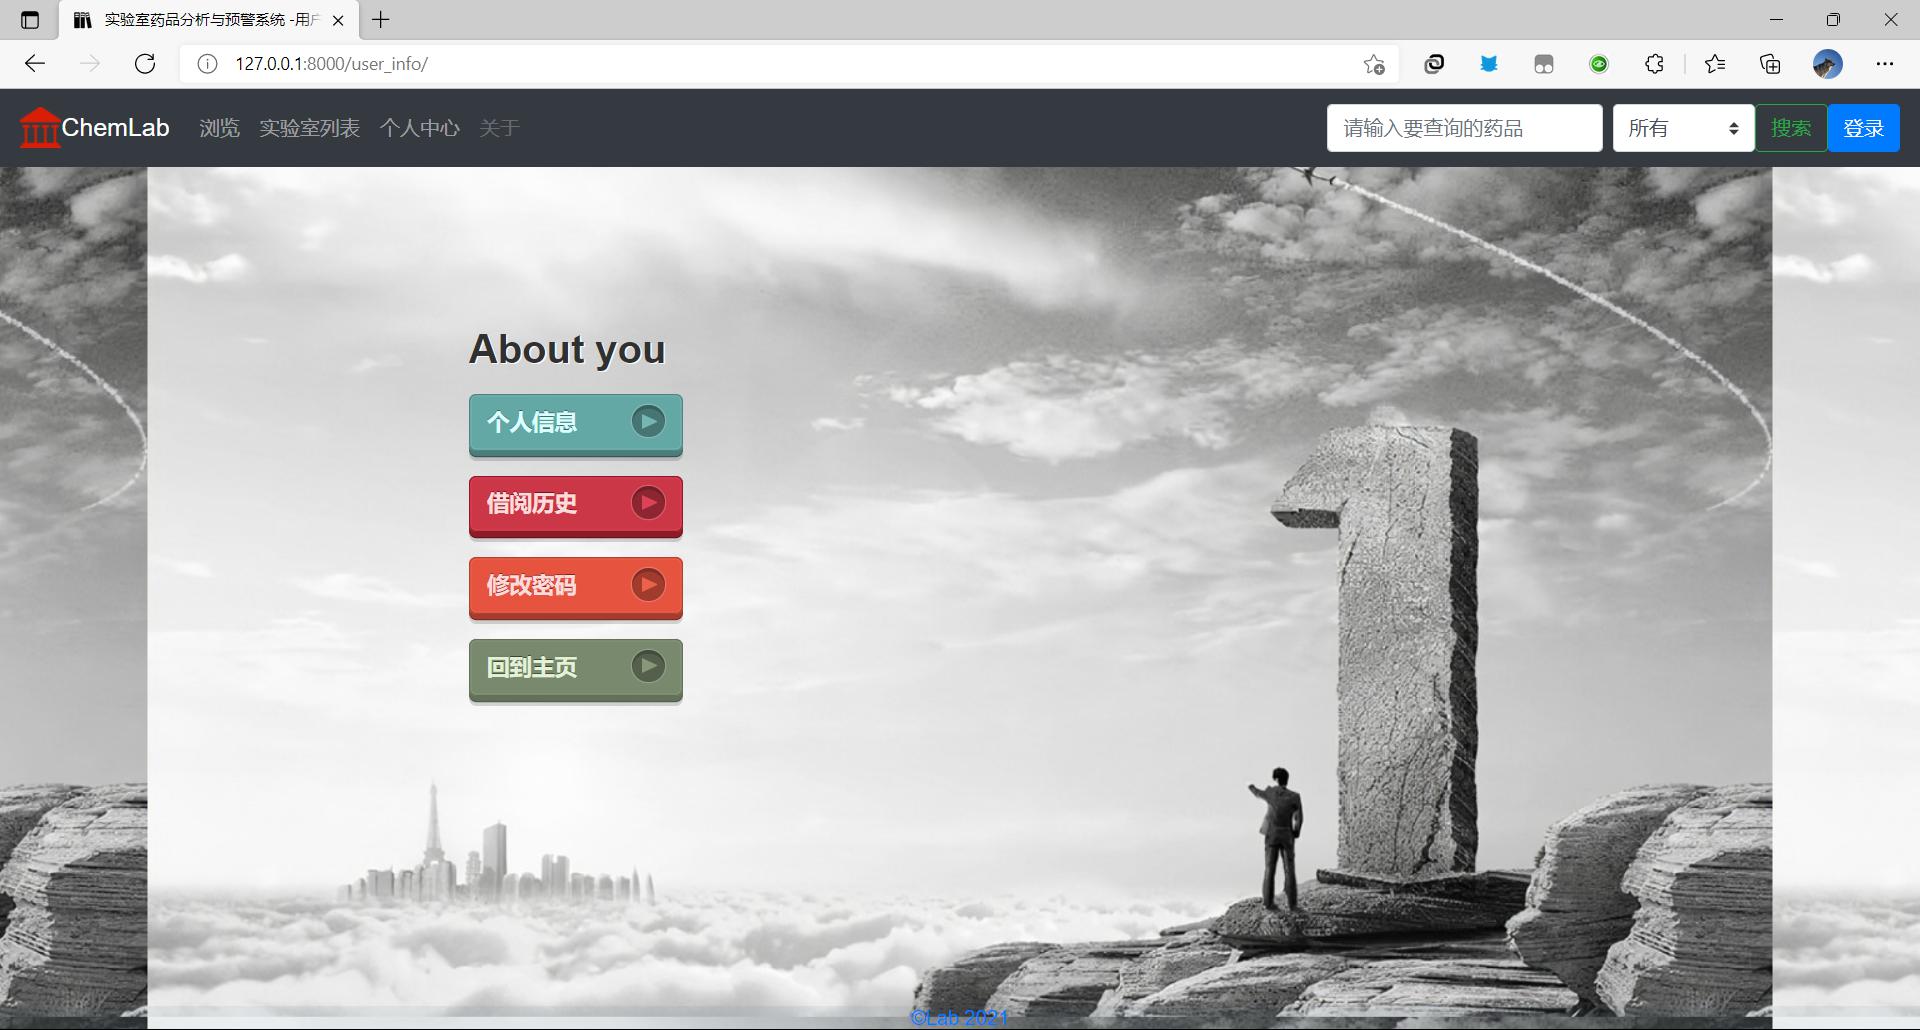 实验室药品分析与预警系统 -用户
127.0.0.1:8000/user_info/
ChemLab
浏览
实验室列表
个人中心
关于
请输入要查询的药品
所有
搜索
登录
About you
个人信息
借阅历史
修改密码
回到主页
©Lab 2021